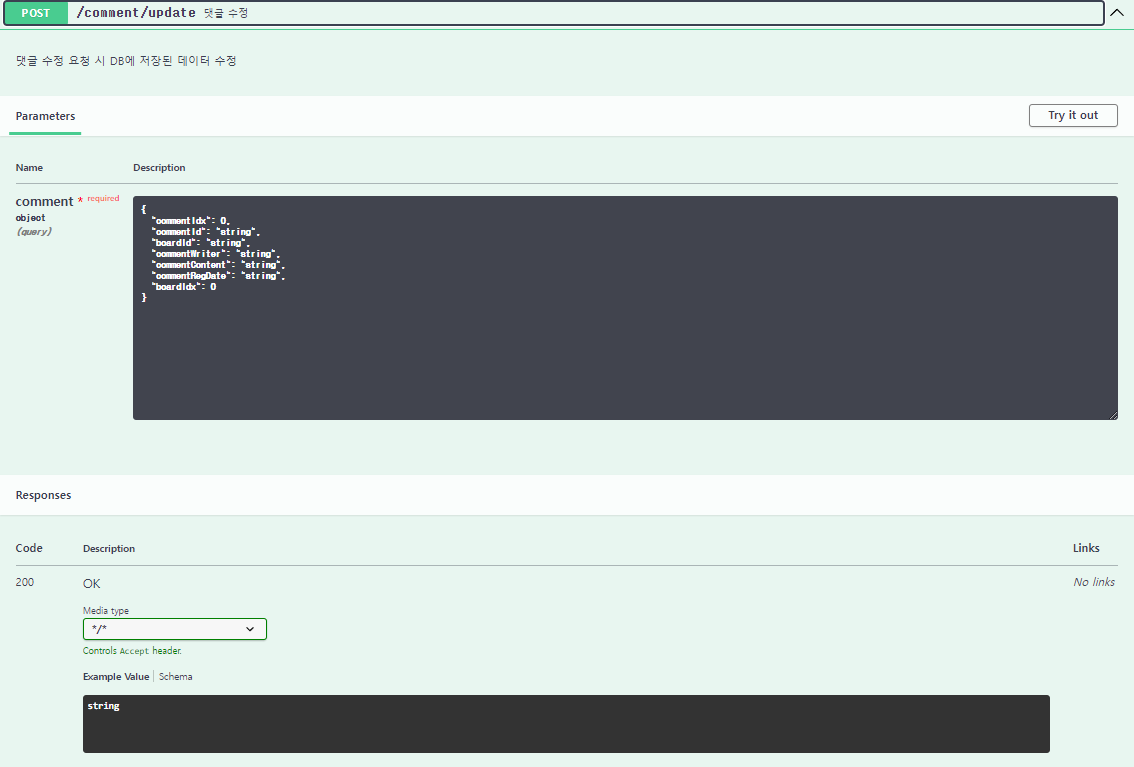 POST /comment/update 댓글 수정
댓글 수정 요청 시 DB에 저장된 데이터 수정
Parameters
Try it out
Name Description
comment * required
object
(query)
{
"commentIdx": 0,
"commentId": "string",
"boardId": "string",
"commentWriter": "string",
"commentContent": "string",
"commentRegDate": "string",
"boardIdx": 0
}
Responses
Code Description Links
200 OK No links
Media type
*/*
Controls Accept header.
Example Value Schema
string